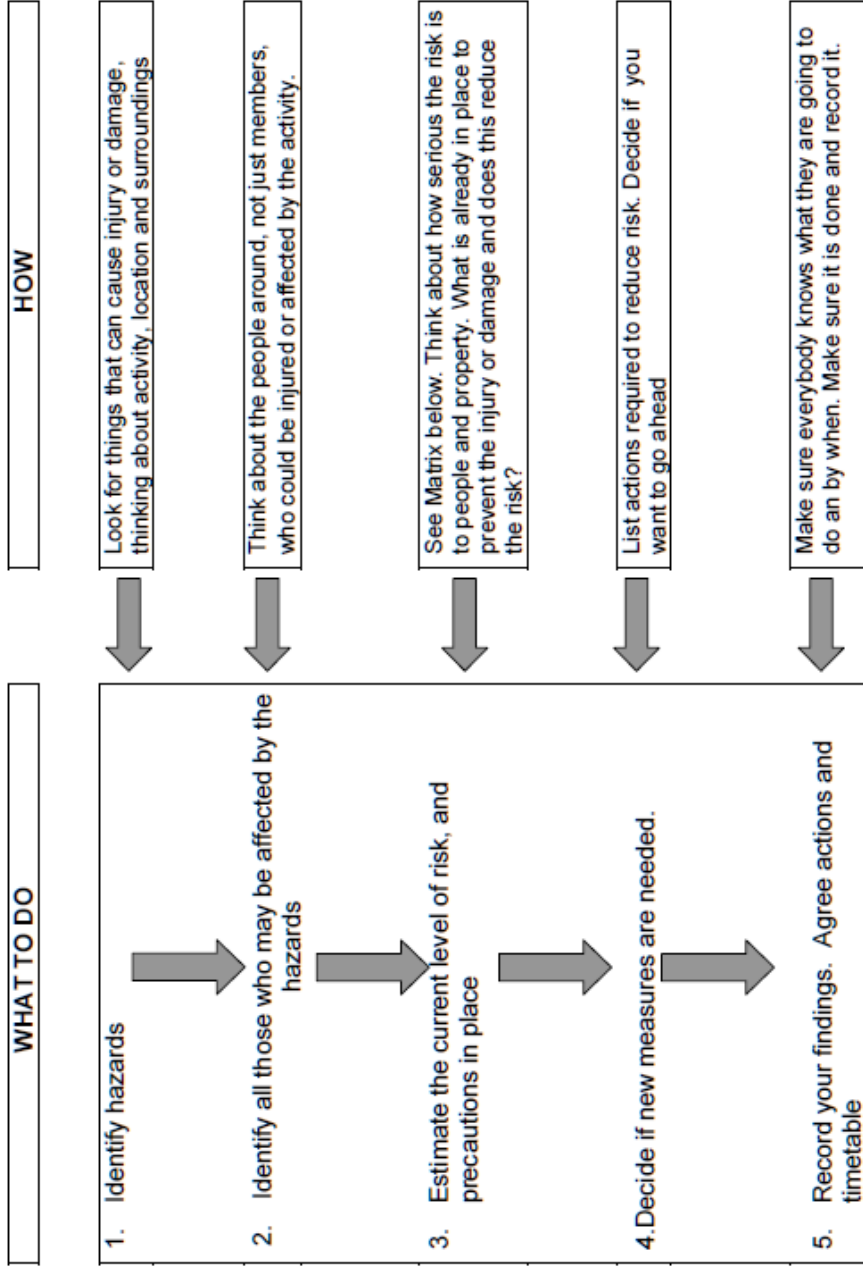 WHAT TO DO
HOW
1. Identify hazards
Look for things that can cause injury or damage,
thinking about activity, location and surroundings
2. Identify all those who may be affected by the
hazards
Think about the people around, not just members,
who could be injured or affected by the activity.
3. Estimate the current level of risk, and
precautions in place
See Matrix below. Think about how serious the risk is
to people and property. What is already in place to
prevent the injury or damage and does this reduce
the risk?
4.Decide if new measures are needed.
List actions required to reduce risk. Decide if you
want to go ahead
5. Record your findings. Agree actions and
timetable
Make sure everybody knows what they are going to
do an by when. Make sure it is done and record it.